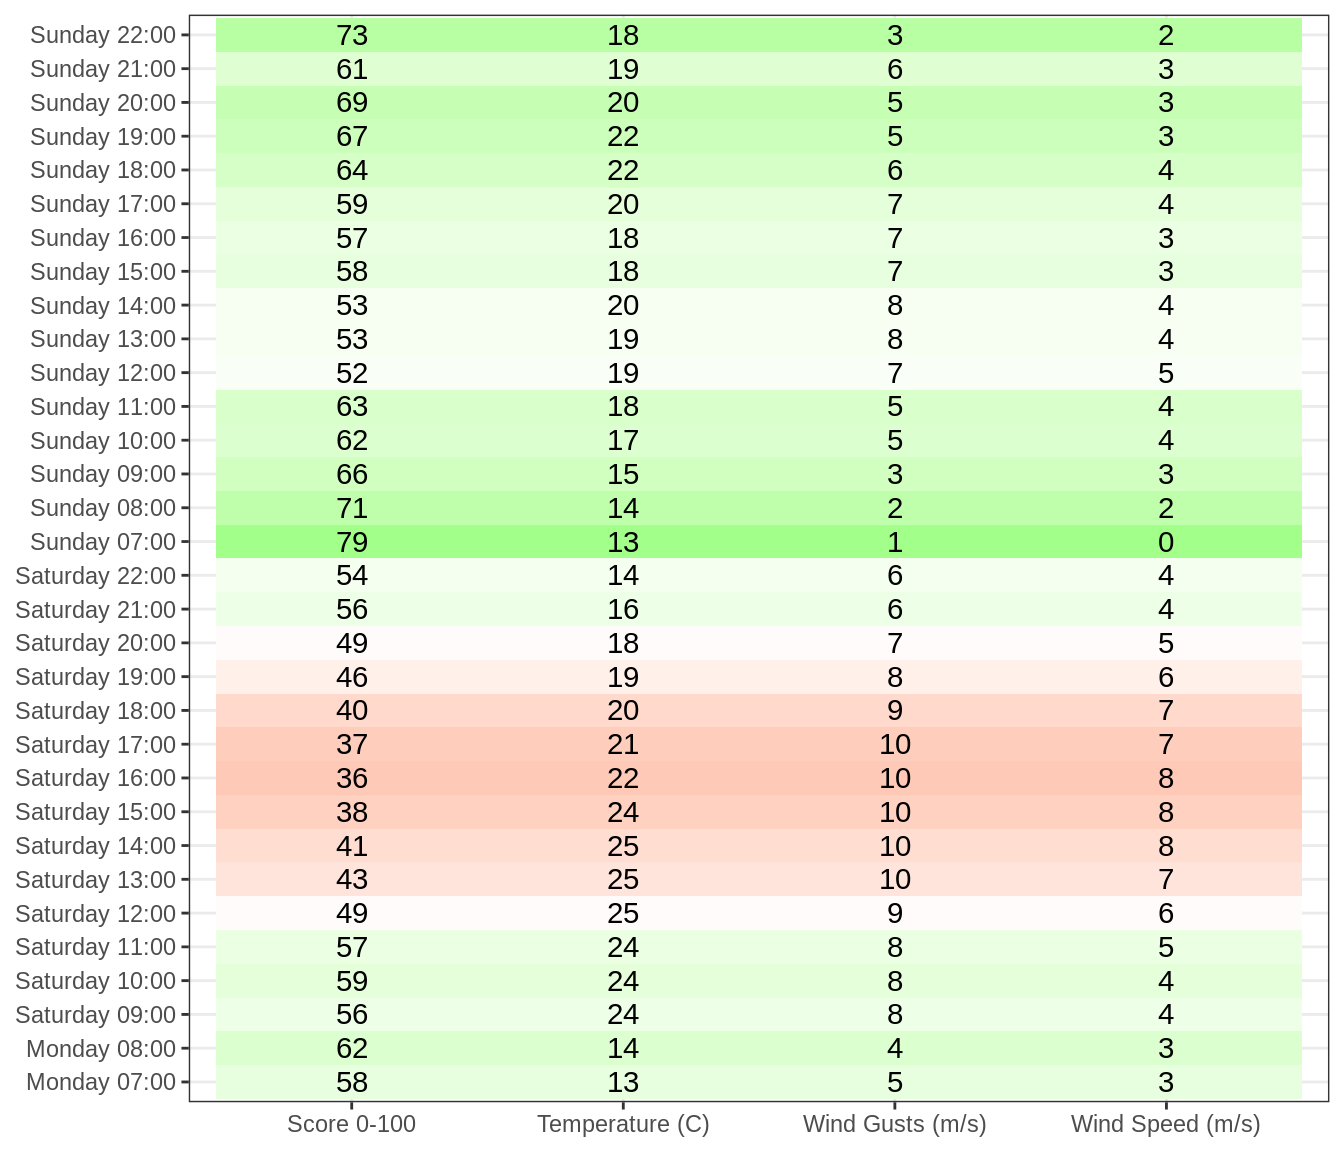 Sunday 22:00 73 18 3 2
Sunday 21:00 61 19 6 3
Sunday 20:00 69 20 5 3
Sunday 19:00 67 22 5 3
Sunday 18:00 64 22 6 4
Sunday 17:00 59 20 7 4
Sunday 16:00 57 18 7 3
Sunday 15:00 58 18 7 3
Sunday 14:00 53 20 8 4
Sunday 13:00 53 19 8 4
Sunday 12:00 52 19 7 5
Sunday 11:00 63 18 5 4
Sunday 10:00 62 17 5 4
Sunday 09:00 66 15 3 3
Sunday 08:00 71 14 2 2
Sunday 07:00 79 13 1 0
Saturday 22:00 54 14 6 4
Saturday 21:00 56 16 6 4
Saturday 20:00 49 18 7 5
Saturday 19:00 46 19 8 6
Saturday 18:00 40 20 9 7
Saturday 17:00 37 21 10 7
Saturday 16:00 36 22 10 8
Saturday 15:00 38 24 10 8
Saturday 14:00 41 25 10 8
Saturday 13:00 43 25 10 7
Saturday 12:00 49 25 9 6
Saturday 11:00 57 24 8 5
Saturday 10:00 59 24 8 4
Saturday 09:00 56 24 8 4
Monday 08:00 62 14 4 3
Monday 07:00 58 13 5 3
Score 0-100 Temperature (C) Wind Gusts (m/s) Wind Speed (m/s)